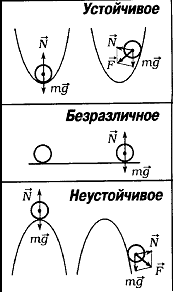 Устойчивое
N⃗ N⃗
F⃗ mg⃗
mg⃗
Безразличное
N⃗
mg⃗
Неустойчивое
N⃗
mg⃗ N⃗
mg⃗ F⃗